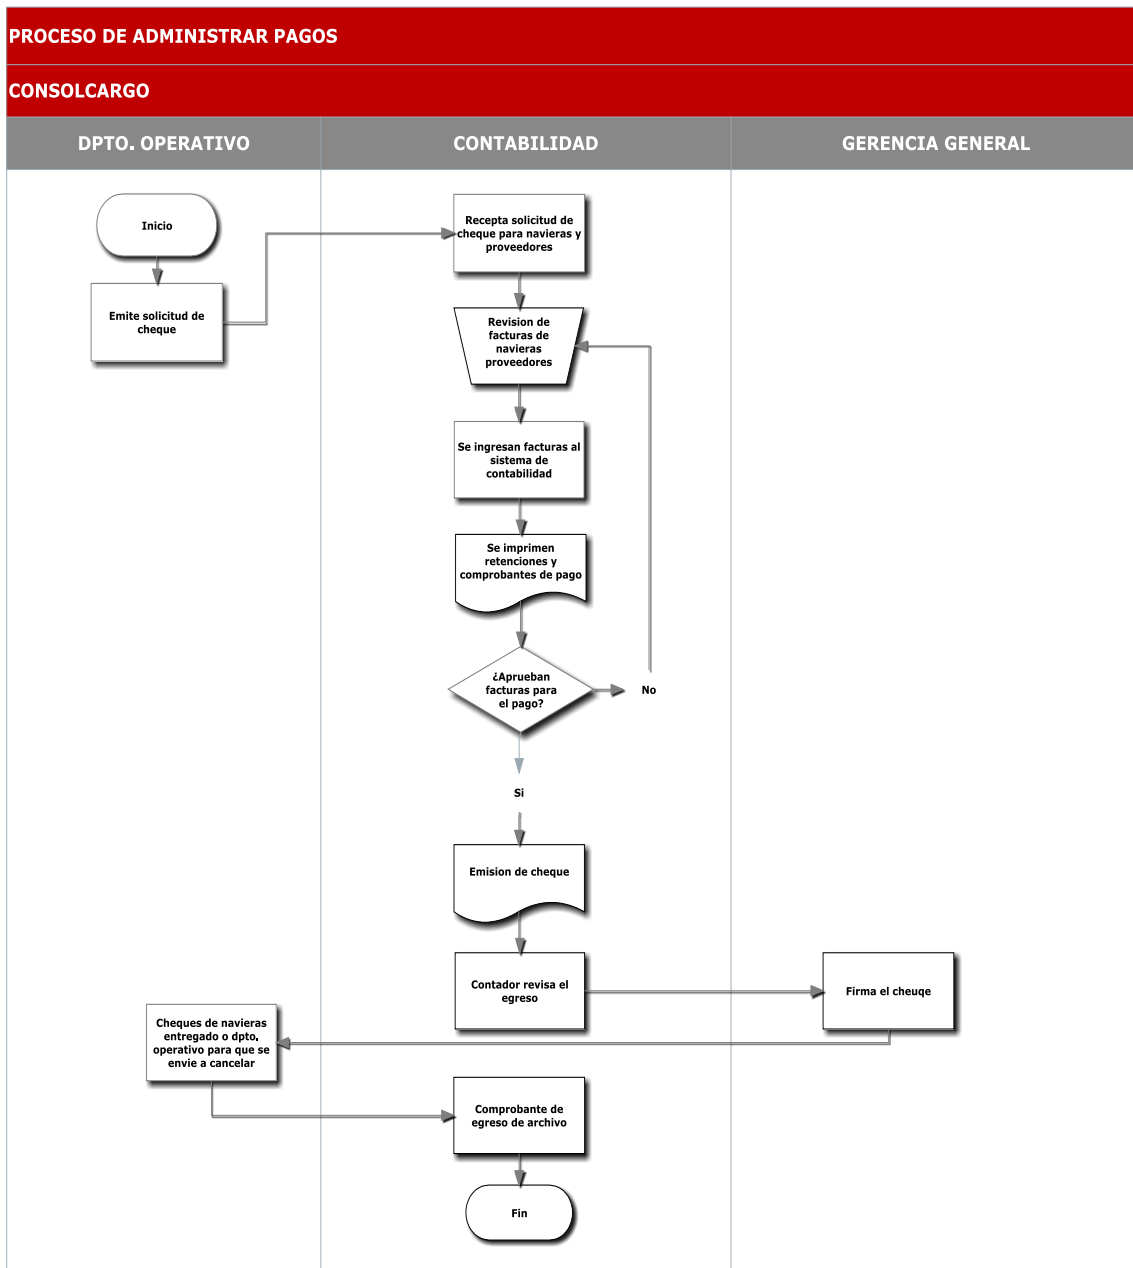 PROCESO DE ADMINISTRAR PAGOS
CONSOLCARGO
DPTO. OPERATIVO
CONTABILIDAD
GERENCIA GENERAL
Inicio
Emite solicitud de
cheque
Recepta solicitud de
cheque para navieras y
proveedores
Revision de
facturas de
navieras
proveedores
Se ingresan facturas al
sistema de
contabilidad
Se imprimen
retenciones y
comprobantes de pago
¿Aprueban
facturas para
el pago?
No
Si
Emision de cheque
Contador revisa el
egreso
Firma el cheuqe
Cheques de navieras
entregado o dpto.
operativo para que se
envie a cancelar
Comprobante de
egreso de archivo
Fin